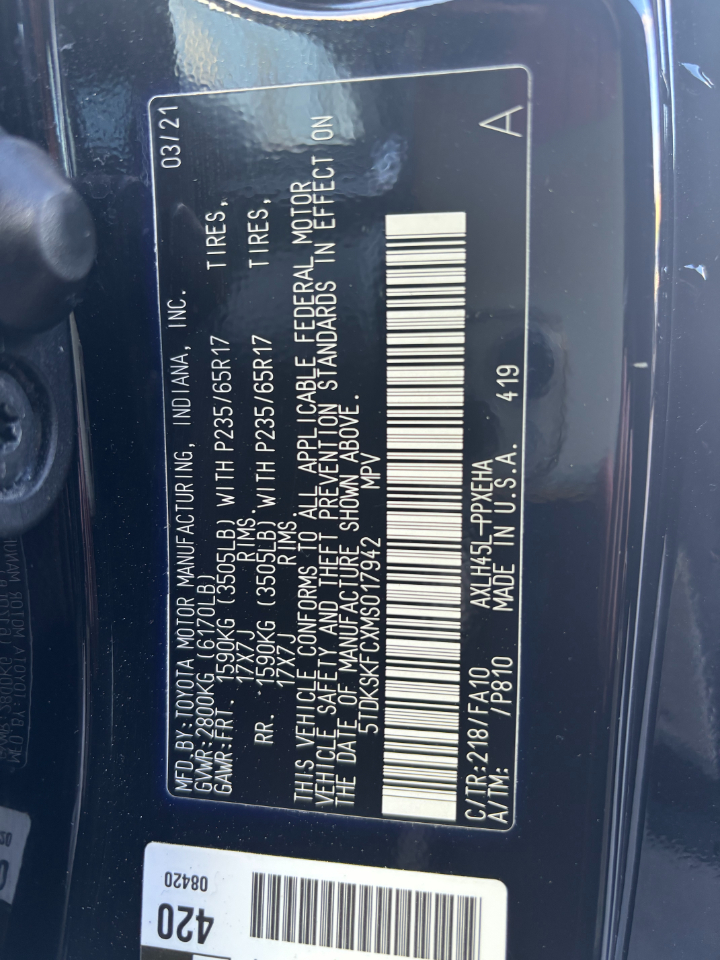 MFD.BY:TOYOTA MOTOR MANUFACTURING, INDIANA, INC. 03/21
GVWR:2800KG (6170LB)
GAWR:FRT. 1590KG (3505LB) WITH P235/65R17 TIRES,
17X7J RIMS
RR. 1590KG (3505LB) WITH P235/65R17 TIRES,
17X7J RIMS
THIS VEHICLE CONFORMS TO ALL APPLICABLE FEDERAL MOTOR
VEHICLE SAFETY AND THEFT PREVENTION STANDARDS IN EFFECT ON
THE DATE OF MANUFACTURE SHOWN ABOVE.
5TDKSKFCXMS017942 MPV
C/TR:218/FA10 AXLH45L-PPXEHA
A/TM: /P810 MADE IN U.S.A. 419 A
08420
420